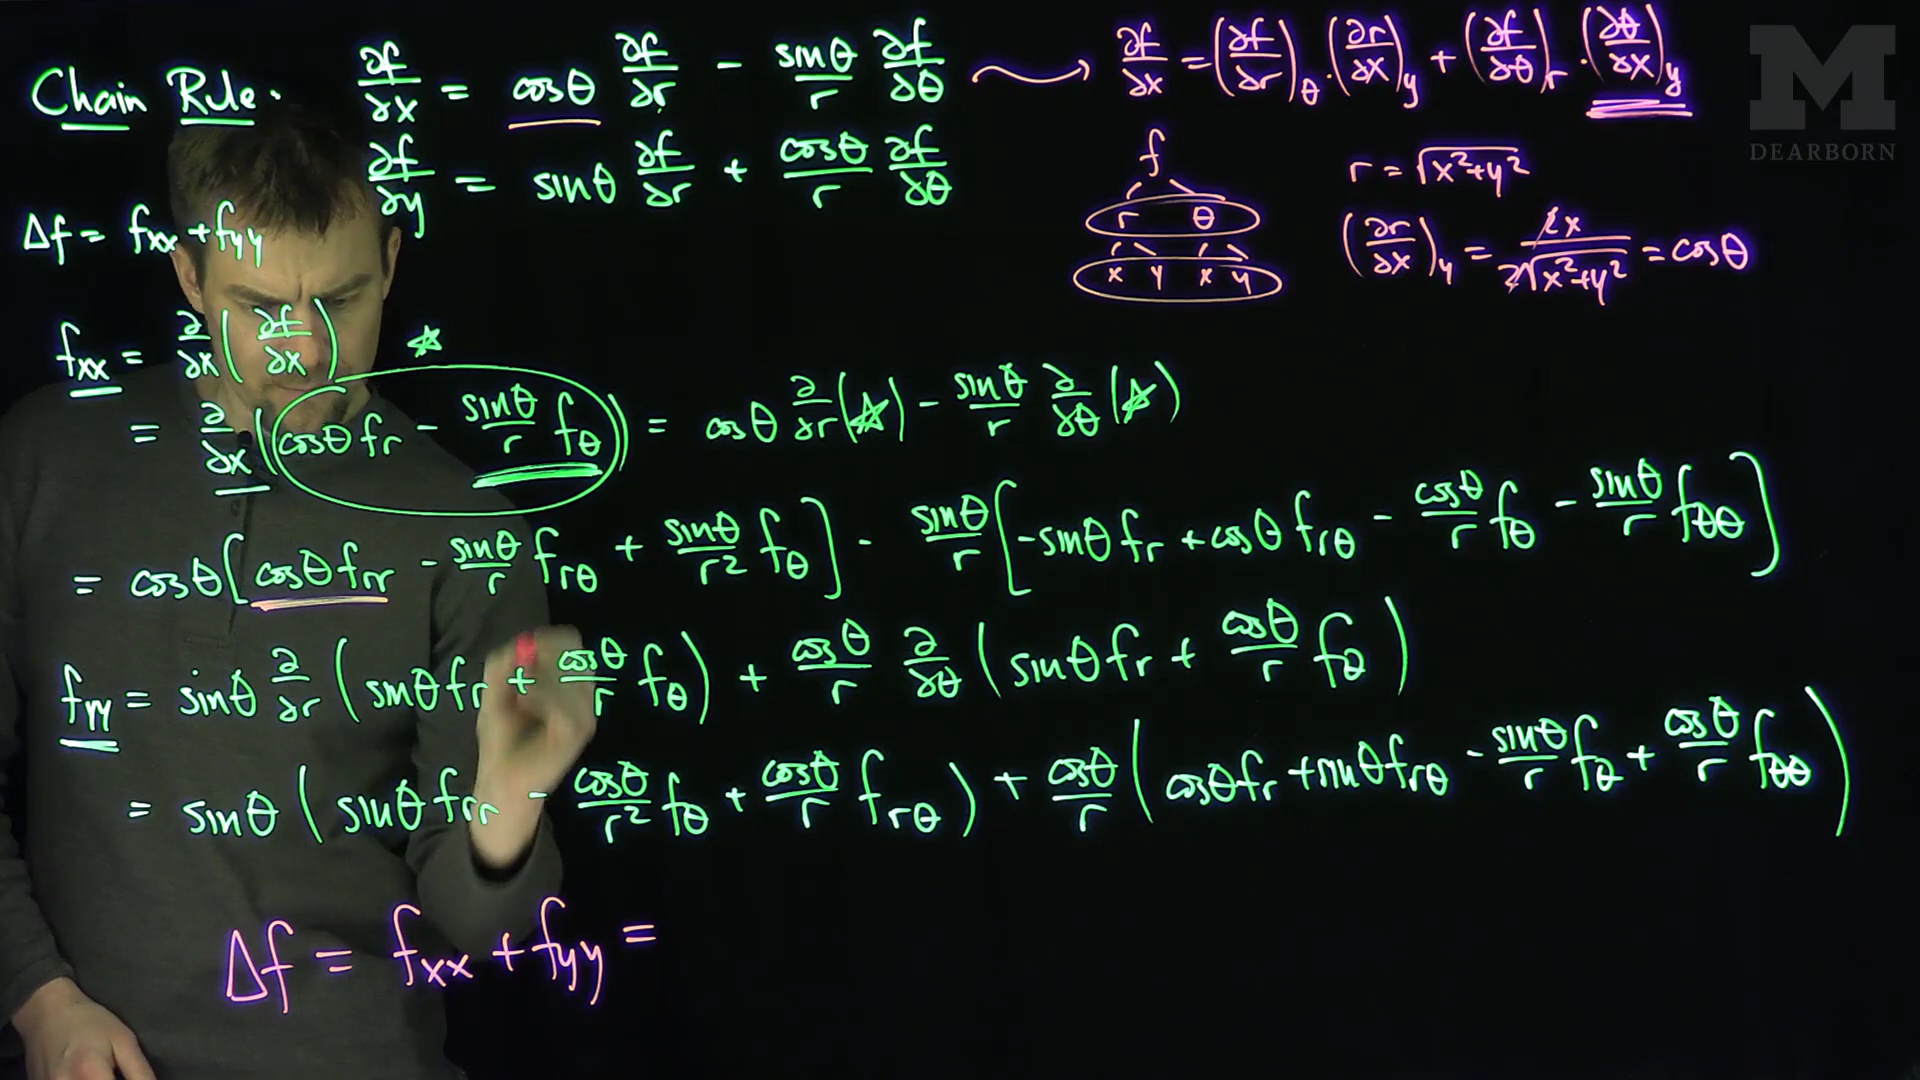 Chain Rule. ∂f/∂x = cosθ ∂f/∂r - sinθ/r ∂f/∂θ
∂f/∂y = sinθ ∂f/∂r + cosθ/r ∂f/∂θ
∂f/∂x = (∂f/∂r)_θ · (∂r/∂x)_y + (∂f/∂θ)_r · (∂θ/∂x)_y
M
DEARBORN
f
r θ
x y x y
r = √(x²+y²)
(∂r/∂x)_y = 2x/(2√(x²+y²)) = cosθ
Δf = fxx + fyy
fxx = ∂/∂x (∂f/∂x) ☆
= ∂/∂x (cosθ fr - sinθ/r fθ) = cosθ ∂/∂r (☆) - sinθ/r ∂/∂θ (☆)
= cosθ [cosθ frr - sinθ/r frθ + sinθ/r² fθ] - sinθ/r [-sinθ fr + cosθ frθ - cosθ/r fθ - sinθ/r fθθ]
fyy = sinθ ∂/∂r (sinθ fr + cosθ/r fθ) + cosθ/r ∂/∂θ (sinθ fr + cosθ/r fθ)
= sinθ (sinθ frr - cosθ/r² fθ + cosθ/r frθ) + cosθ/r (cosθ fr + sinθ frθ - sinθ/r fθ + cosθ/r fθθ)
Δf = fxx + fyy =